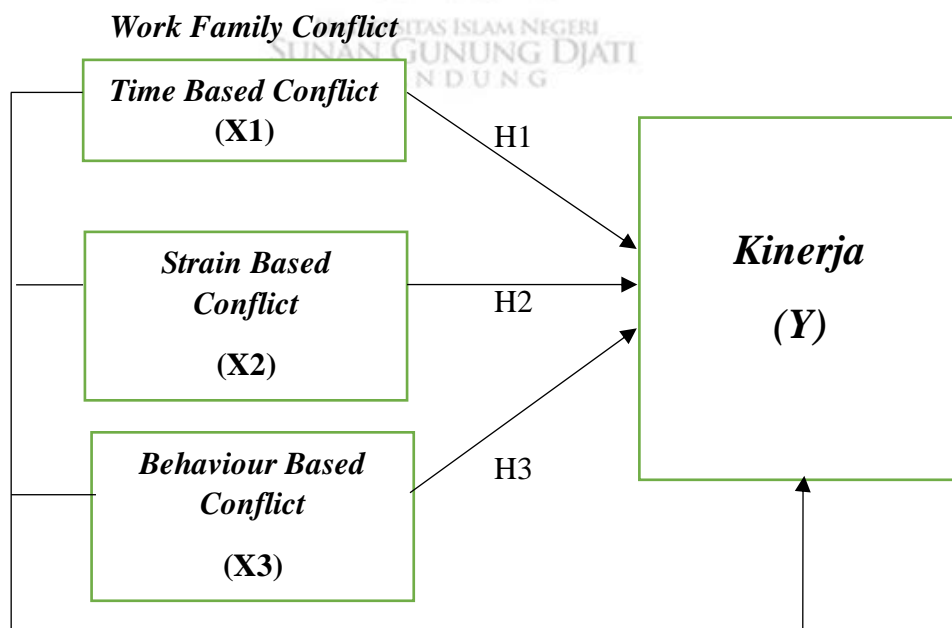 Work Family Conflict
SUNAN GUNUNG DJATI
Time Based Conflict
(X1)
H1
Strain Based
Conflict
(X2)
H2
Behaviour Based
Conflict
(X3)
H3
Kinerja
(Y)